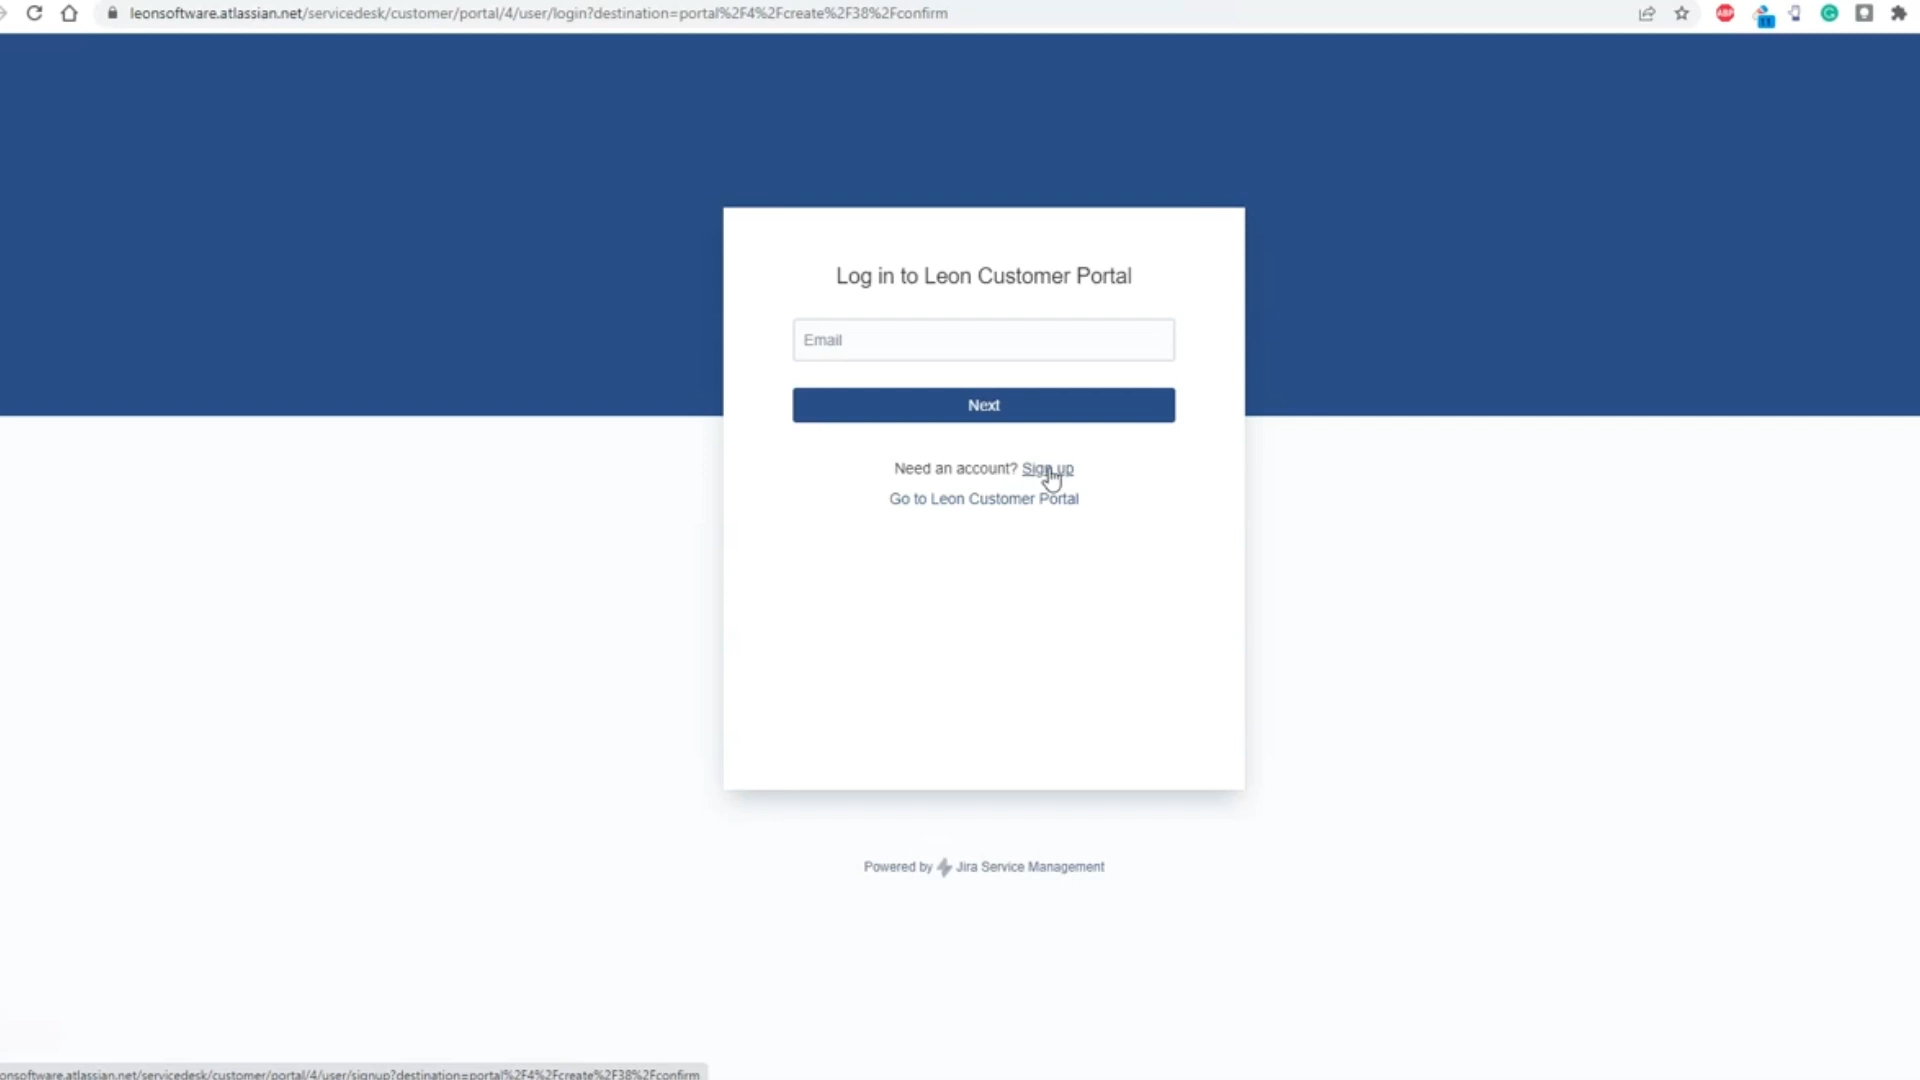 leonsoftware.atlassian.net/servicedesk/customer/portal/4/user/login?destination=portal%2F4%2Fcreate%2F38%2Fconfirm
ABP
11
Log in to Leon Customer Portal
Email
Next
Need an account? Sign up
Go to Leon Customer Portal
Powered by Jira Service Management
onsoftware.atlassian.net/servicedesk/customer/portal/4/user/signup?destination=portal%2F4%2Fcreate%2F38%2Fconfirm